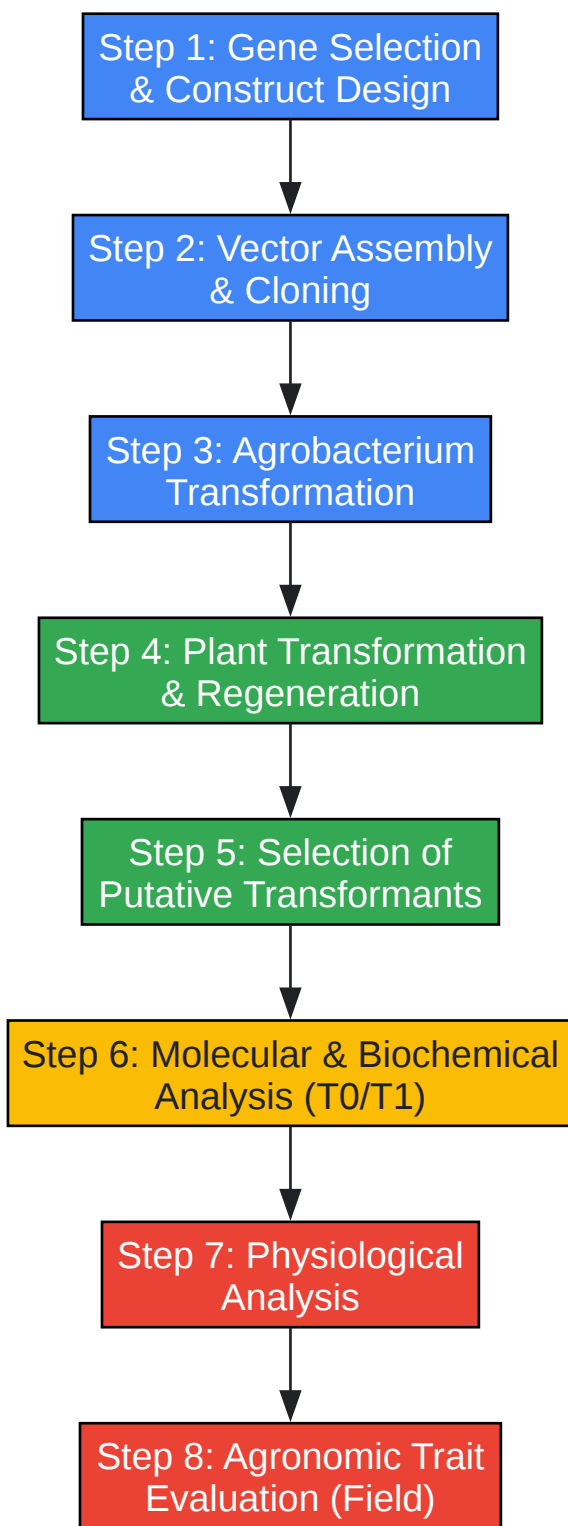 Step 1: Gene Selection
& Construct Design
Step 2: Vector Assembly
& Cloning
Step 3: Agrobacterium
Transformation
Step 4: Plant Transformation
& Regeneration
Step 5: Selection of
Putative Transformants
Step 6: Molecular & Biochemical
Analysis (T0/T1)
Step 7: Physiological
Analysis
Step 8: Agronomic Trait
Evaluation (Field)